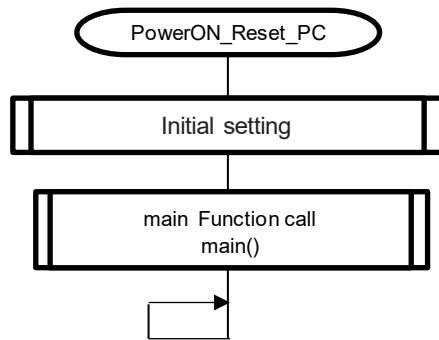 PowerON_Reset_PC
Initial setting
main Function call
main()